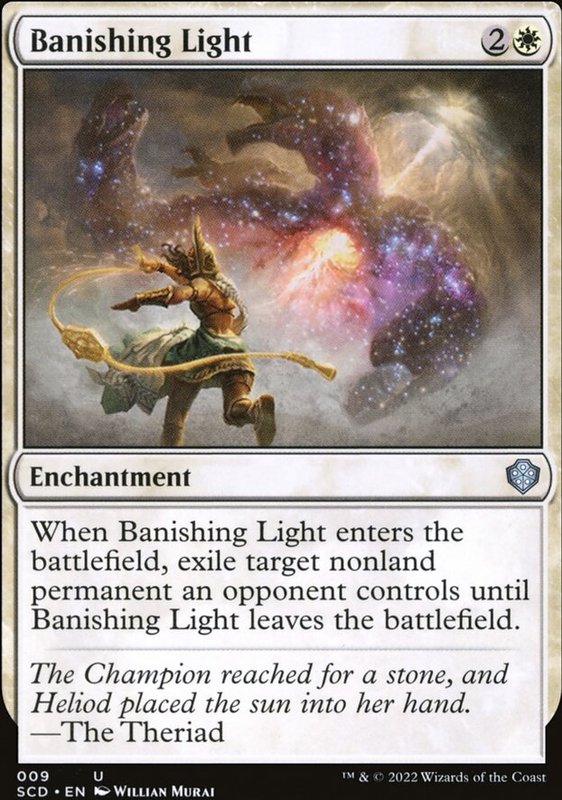 Banishing Light 2
Enchantment
When Banishing Light enters the
battlefield, exile target nonland
permanent an opponent controls until
Banishing Light leaves the battlefield.
The Champion reached for a stone, and
Heliod placed the sun into her hand.
—The Theriad
009 U
SCD • EN Willian Murai
™ & © 2022 Wizards of the Coast